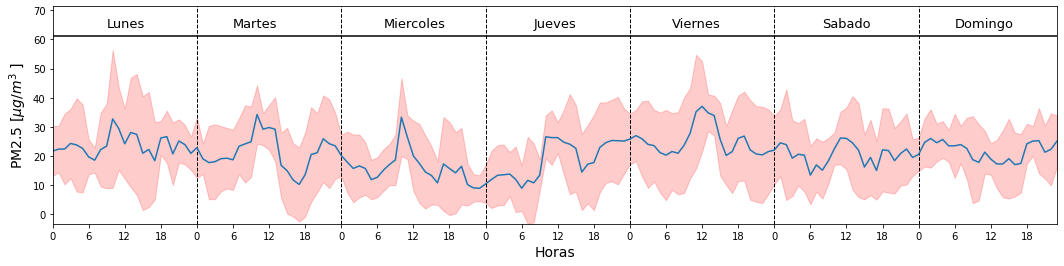 Lunes Martes Miercoles Jueves Viernes Sabado Domingo
70
60
50
40
30
20
10
0
PM2.5 [μg/m³ ]
0 6 12 18 0 6 12 18 0 6 12 18 0 6 12 18 0 6 12 18 0 6 12 18 0 6 12 18
Horas